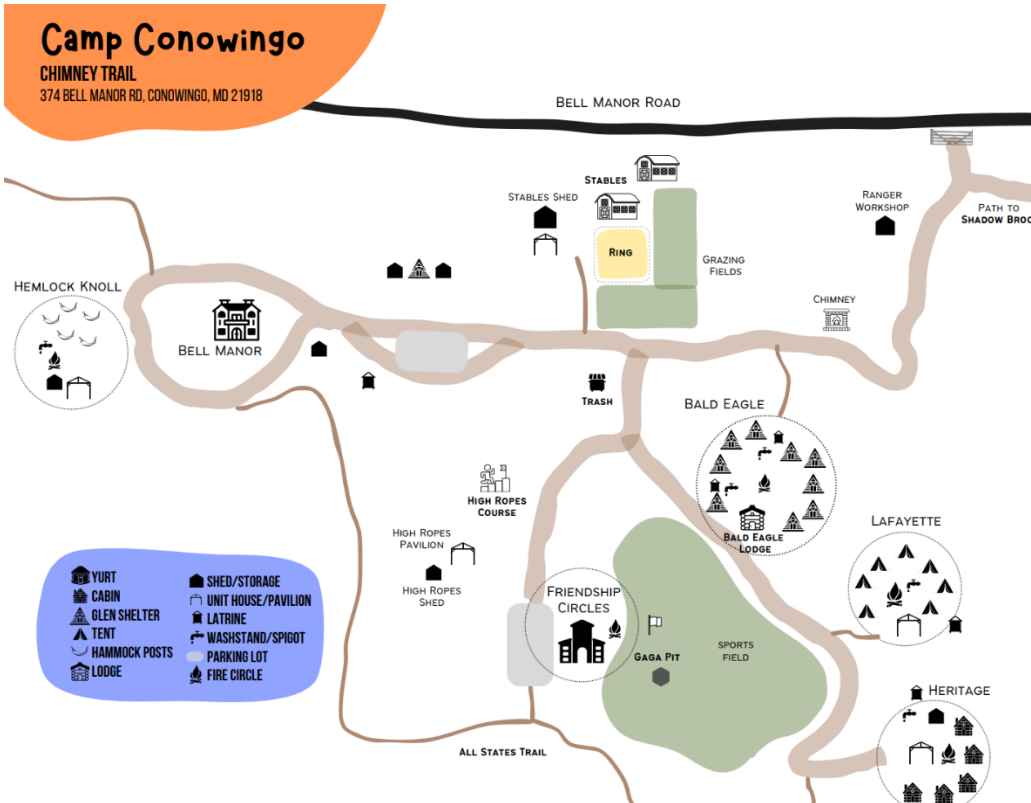 Camp Conowingo
CHIMNEY TRAIL
374 BELL MANOR RD, CONOWINGO, MD 21918
BELL MANOR ROAD
STABLES
STABLES SHED
RANGER
WORKSHOP
PATH TO
SHADOW BROO
RING
GRAZING
FIELDS
HEMLOCK KNOLL
CHIMNEY
BELL MANOR
TRASH
BALD EAGLE
HIGH ROPES
COURSE
BALD EAGLE
LODGE
LAFAYETTE
HIGH ROPES
PAVILION
HIGH ROPES
SHED
FRIENDSHIP
CIRCLES
GAGA PIT
SPORTS
FIELD
HERITAGE
ALL STATES TRAIL
YURT
CABIN
GLEN SHELTER
TENT
HAMMOCK POSTS
LODGE
SHED/STORAGE
UNIT HOUSE/PAVILION
LATRINE
WASHSTAND/SPIGOT
PARKING LOT
FIRE CIRCLE